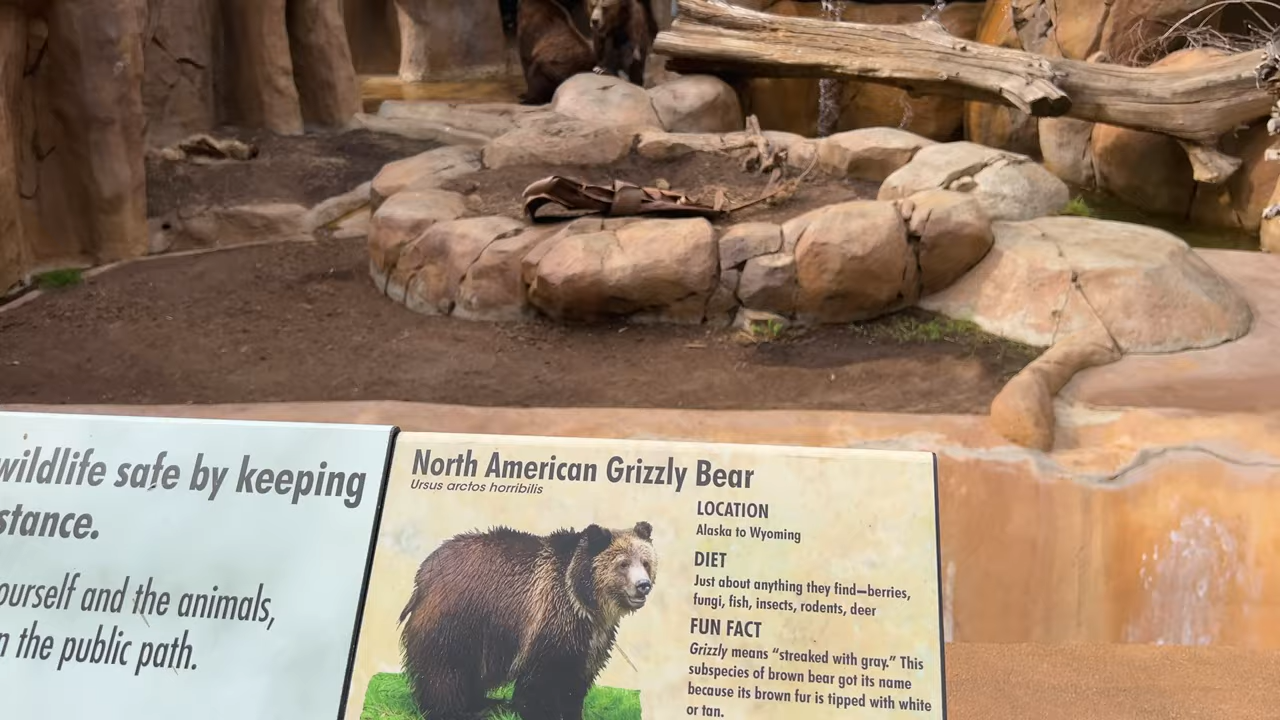 wildlife safe by keeping
stance.
ourself and the animals,
n the public path.
North American Grizzly Bear
Ursus arctos horribilis
LOCATION
Alaska to Wyoming
DIET
Just about anything they find—berries,
fungi, fish, insects, rodents, deer
FUN FACT
Grizzly means “streaked with gray.” This
subspecies of brown bear got its name
because its brown fur is tipped with white
or tan.